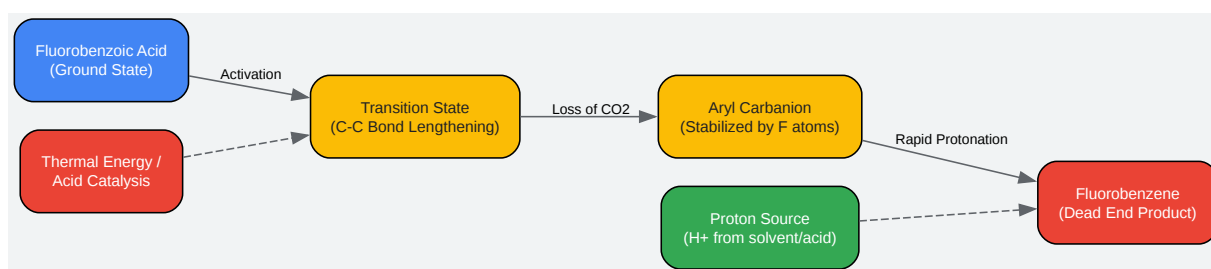 Fluorobenzoic Acid
(Ground State)
Activation
Thermal Energy /
Acid Catalysis
Transition State
(C-C Bond Lengthening)
Loss of CO2
Aryl Carbanion
(Stabilized by F atoms)
Rapid Protonation
Proton Source
(H+ from solvent/acid)
Fluorobenzene
(Dead End Product)